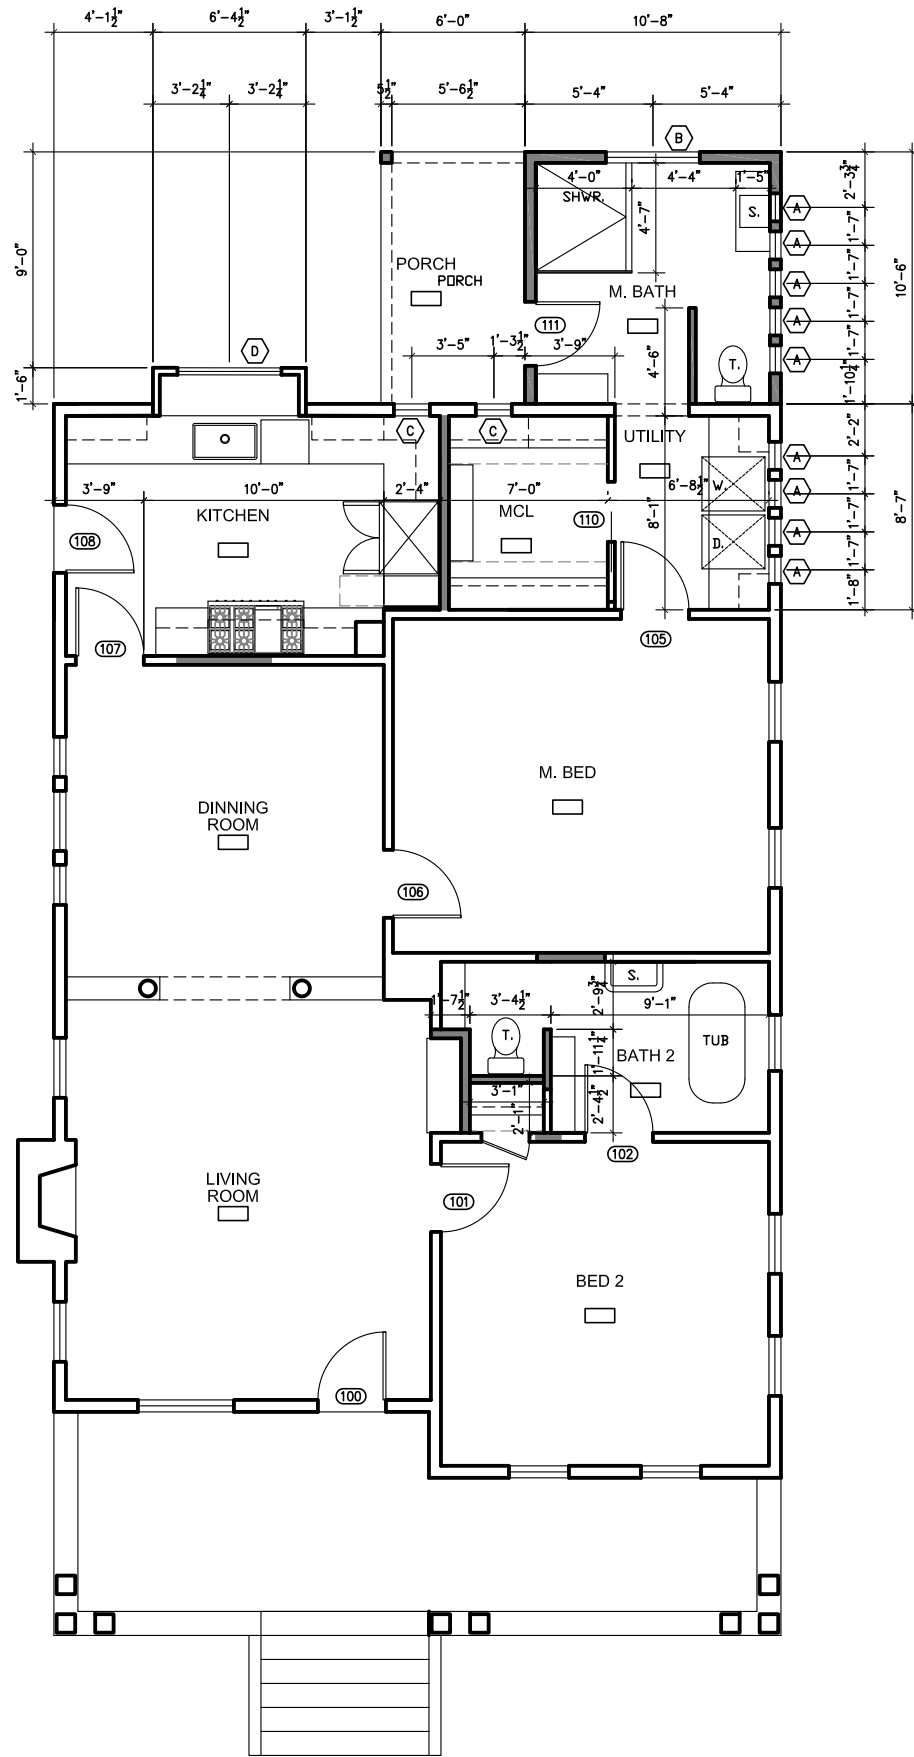 4'-1½" 6'-4½" 3'-1½" 6'-0" 10'-8"
3'-2¼" 3'-2¼" 5½" 5'-6½" 5'-4" 5'-4"
B
4'-0" 4'-4" 1'-5"
SHWR.
4'-7"
S.
2'-3¾"
A
A 1'-7"
A 1'-7"
A 1'-7"
A 1'-7"
1'-10¼"
10'-6"
9'-0"
1'-6"
PORCH
PORCH
M. BATH
111
3'-5" 1'-3½" 3'-9"
4'-6"
T.
D
C
C
UTILITY
2'-2"
A
A 1'-7"
A 1'-7"
A 1'-7"
1'-8"
8'-7"
3'-9" 10'-0" 2'-4" 7'-0" 6'-8½"
W.
KITCHEN
MCL
110
8'-1"
D.
108
107
105
M. BED
DINNING
ROOM
106
S.
1'-7½" 3'-4½" 2'-9¾" 9'-1"
T.
1'-11¼"
BATH 2
TUB
3'-1"
2'-1"
2'-4½"
102
LIVING
ROOM
101
BED 2
100